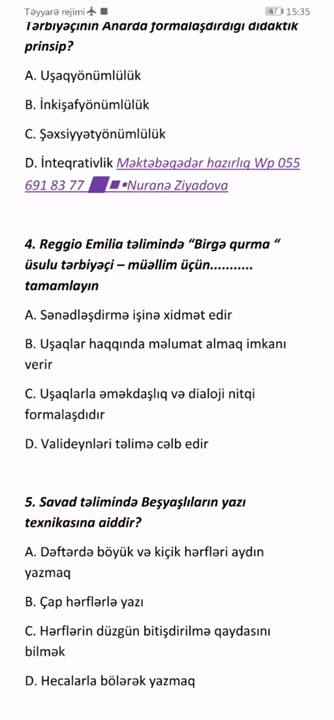 Təyyarə rejimi 47 15:35
Tərbiyəçinin Anarda formalaşdırdığı didaktik
prinsip?
A. Uşaqyönümlülük
B. İnkişafyönümlülük
C. Şəxsiyyətyönümlülük
D. İnteqrativlik Məktəbəqədər hazırlıq Wp 055
691 83 77 Nuranə Ziyadova
4. Reggio Emilia təlimində “Birgə qurma “
üsulu tərbiyəçi – müəllim üçün...........
tamamlayın
A. Sənədləşdirmə işinə xidmət edir
B. Uşaqlar haqqında məlumat almaq imkanı
verir
C. Uşaqlarla əməkdaşlıq və dialoji nitqi
formalaşdıdır
D. Valideynləri təlimə cəlb edir
5. Savad təlimində Beşyaşlıların yazı
texnikasına aiddir?
A. Dəftərdə böyük və kiçik hərfləri aydın
yazmaq
B. Çap hərflərlə yazı
C. Hərflərin düzgün bitişdirilmə qaydasını
bilmək
D. Hecalarla bölərək yazmaq